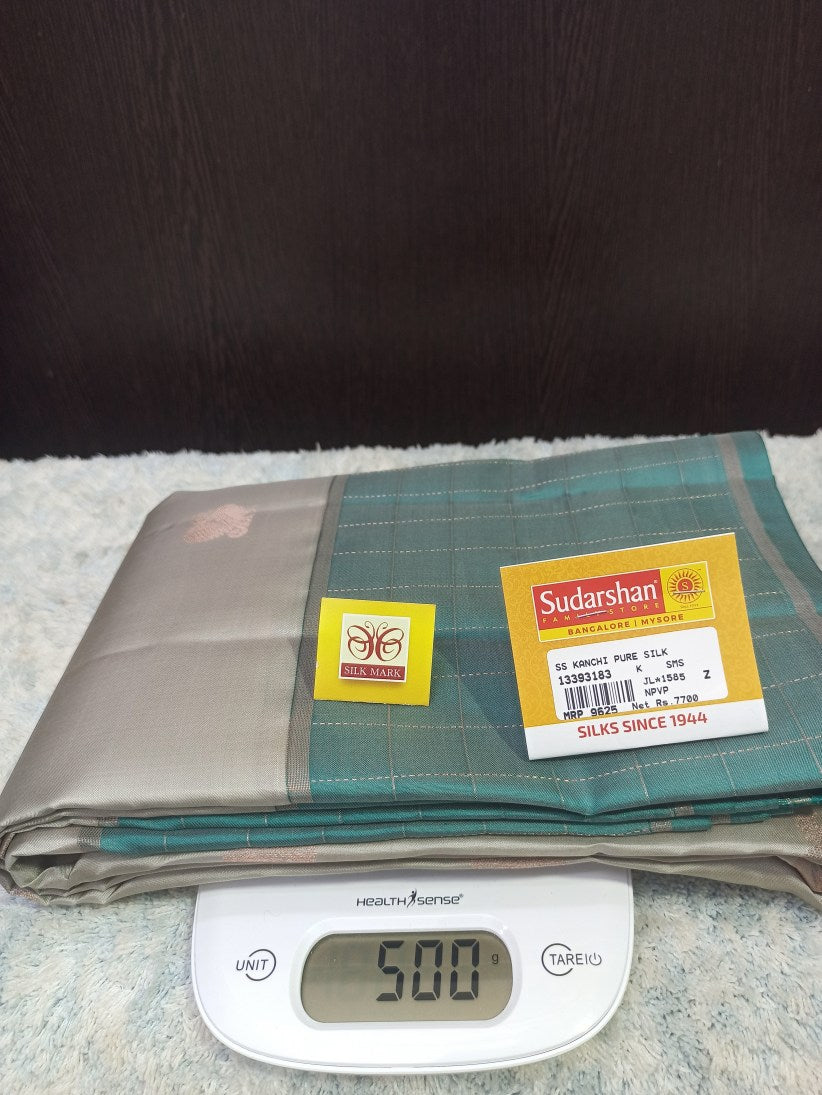 Sudarshan®
FAMILY STORE
S
BANGALORE | MYSORE
SS KANCHI PURE SILK
13393183 K SMS
JL*1585 Z
NPVP
MRP 9625 Net Rs.7700
SILKS SINCE 1944
SILK MARK
HEALTH SENSE®
UNIT
500 g
TARE